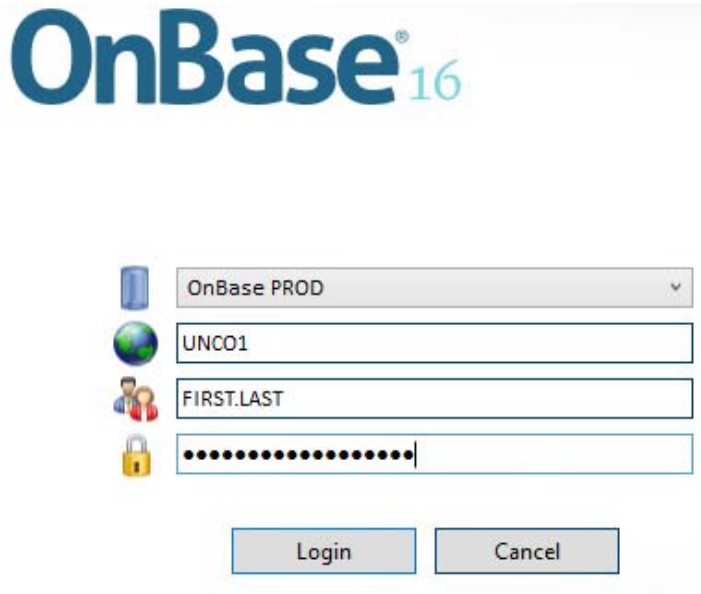 OnBase® 16
OnBase PROD
UNCO1
FIRST.LAST
●●●●●●●●●●●●●●●●●●
Login Cancel